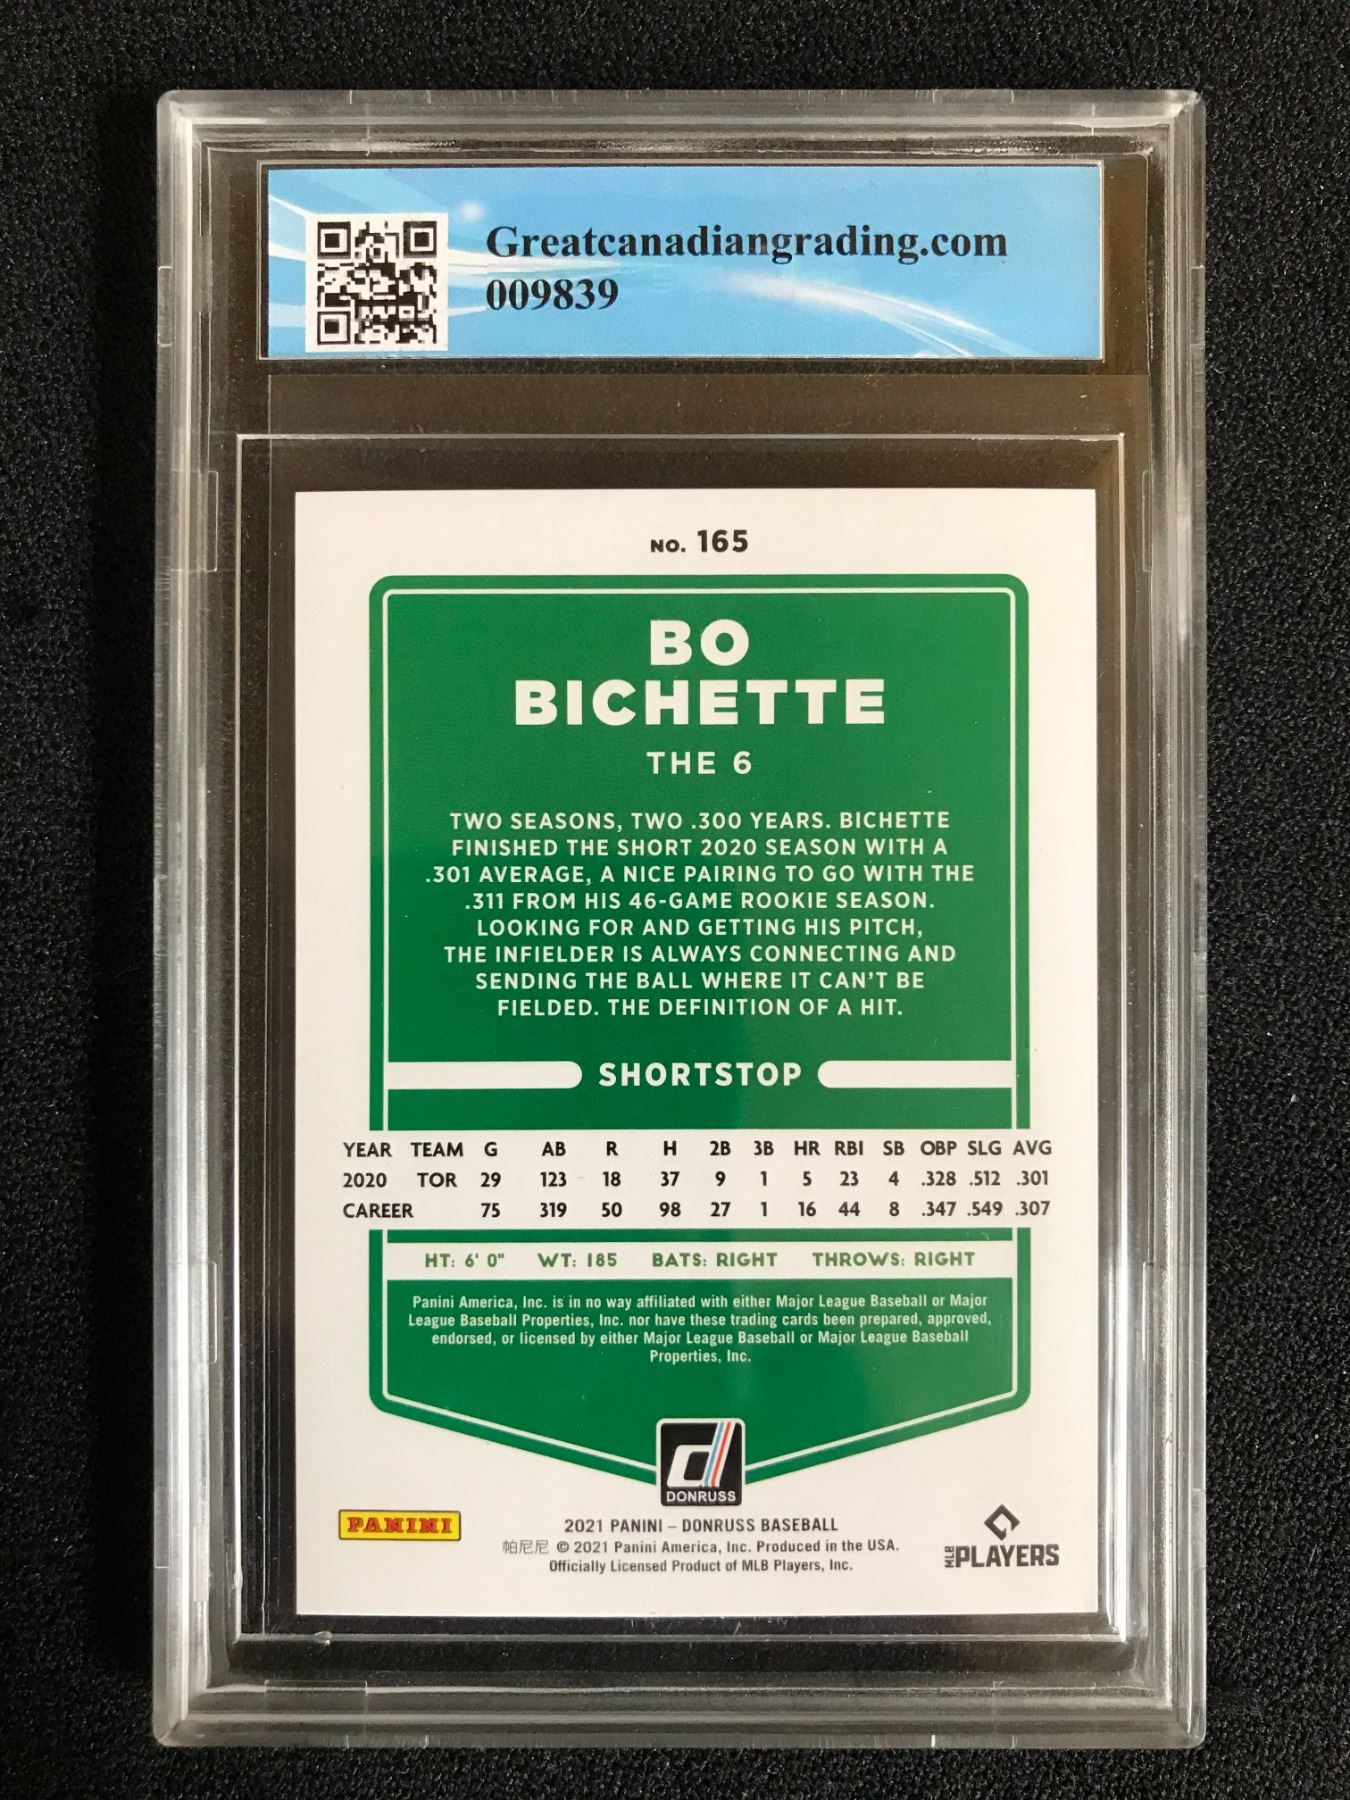 Greatcanadiangrading.com
009839
NO. 165
BO
BICHETTE
THE 6
TWO SEASONS, TWO .300 YEARS. BICHETTE
FINISHED THE SHORT 2020 SEASON WITH A
.301 AVERAGE, A NICE PAIRING TO GO WITH THE
.311 FROM HIS 46-GAME ROOKIE SEASON.
LOOKING FOR AND GETTING HIS PITCH,
THE INFIELDER IS ALWAYS CONNECTING AND
SENDING THE BALL WHERE IT CAN'T BE
FIELDED. THE DEFINITION OF A HIT.
SHORTSTOP
YEAR TEAM G AB R H 2B 3B HR RBI SB OBP SLG AVG
2020 TOR 29 123 18 37 9 1 5 23 4 .328 .512 .301
CAREER 75 319 50 98 27 1 16 44 8 .347 .549 .307
HT: 6' 0" WT: 185 BATS: RIGHT THROWS: RIGHT
Panini America, Inc. is in no way affiliated with either Major League Baseball or Major
League Baseball Properties, Inc. nor have these trading cards been prepared, approved,
endorsed, or licensed by either Major League Baseball or Major League Baseball
Properties, Inc.
d
DONRUSS
PANINI
2021 PANINI – DONRUSS BASEBALL
帕尼尼 © 2021 Panini America, Inc. Produced in the USA.
Officially Licensed Product of MLB Players, Inc.
MLB PLAYERS